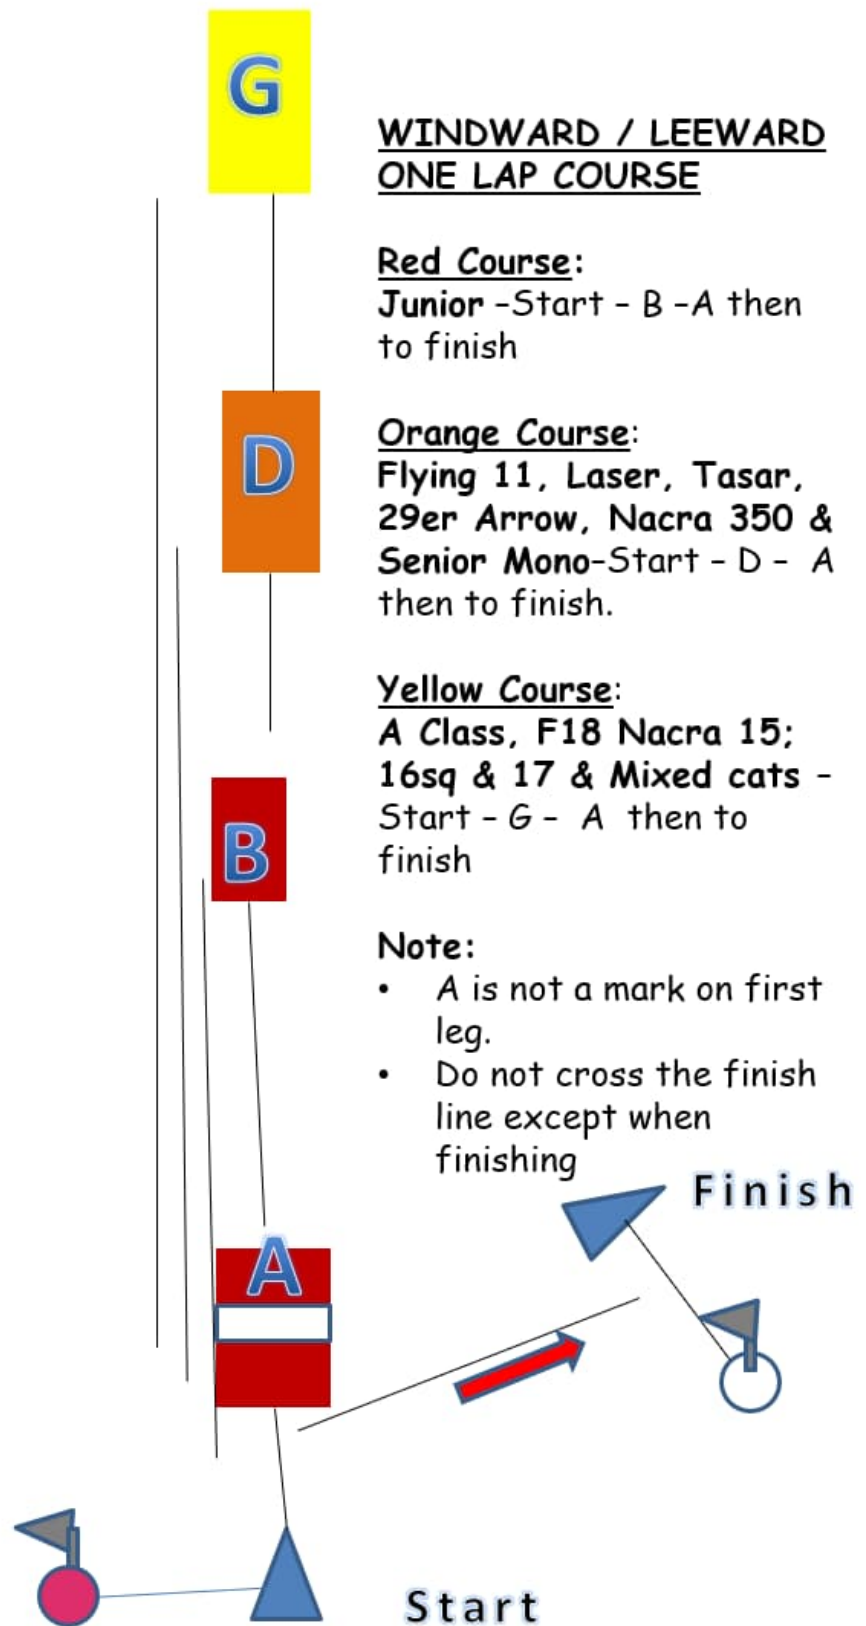 G
WINDWARD / LEEWARD
ONE LAP COURSE
Red Course:
Junior –Start – B –A then
to finish
D
Orange Course:
Flying 11, Laser, Tasar,
29er Arrow, Nacra 350 &
Senior Mono–Start – D – A
then to finish.
Yellow Course:
A Class, F18 Nacra 15;
16sq & 17 & Mixed cats –
Start – G – A then to
finish
B
Note:
• A is not a mark on first
leg.
• Do not cross the finish
line except when
finishing
Finish
A
Start